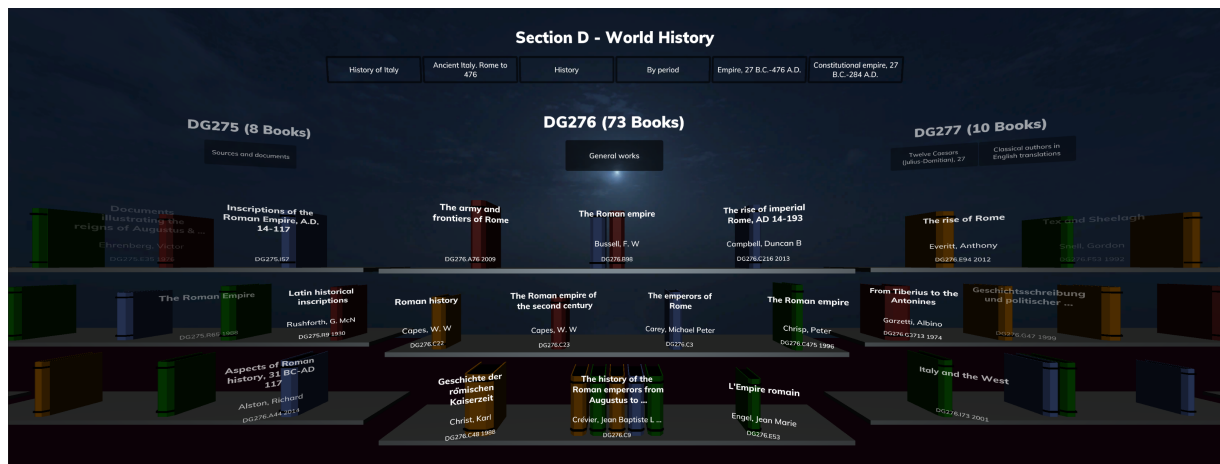 Section D - World History
History of Italy
Ancient Italy. Rome to
476
History
By period
Empire, 27 B.C.-476 A.D.
Constitutional empire, 27
B.C.-284 A.D.
DG275 (8 Books)
Sources and documents
DG276 (73 Books)
General works
DG277 (10 Books)
Twelve Caesars
(Julius-Domitian), 27
Classical authors in
English translations
Documents
illustrating the
reigns of Augustus & ...
Ehrenberg, Victor
Inscriptions of the
Roman Empire, A.D.
14-117
DG275.I57
The army and
frontiers of Rome
DG276.A76 2009
The Roman empire
Bussell, F. W
DG276.B98
The rise of imperial
Rome, AD 14-193
Campbell, Duncan B
DG276.C216 2013
The rise of Rome
Everitt, Anthony
DG276.E94 2012
Tex and Sheelagh
Snell, Gordon
DG276.F53 1992
The Roman Empire
DG275.R65 1988
Latin historical
inscriptions
Rushforth, G. McN
DG275.R9 1930
Roman history
Capes, W. W
DG276.C22
The Roman empire of
the second century
Capes, W. W
DG276.C23
The emperors of
Rome
Carey, Michael Peter
DG276.C3
The Roman empire
Chrisp, Peter
DG276.C475 1996
From Tiberius to the
Antonines
Garzetti, Albino
DG276.G3713 1974
Geschichtsschreibung
und politischer ...
DG276.G47 1999
Aspects of Roman
history, 31 BC-AD
117
Alston, Richard
DG276.A44 2014
Geschichte der
römischen
Kaiserzeit
Christ, Karl
DG276.C48 1988
The history of the
Roman emperors from
Augustus to ...
Crévier, Jean Baptiste L ...
DG276.C9
L'Empire romain
Engel, Jean Marie
DG276.E53
Italy and the West
DG276.I73 2001